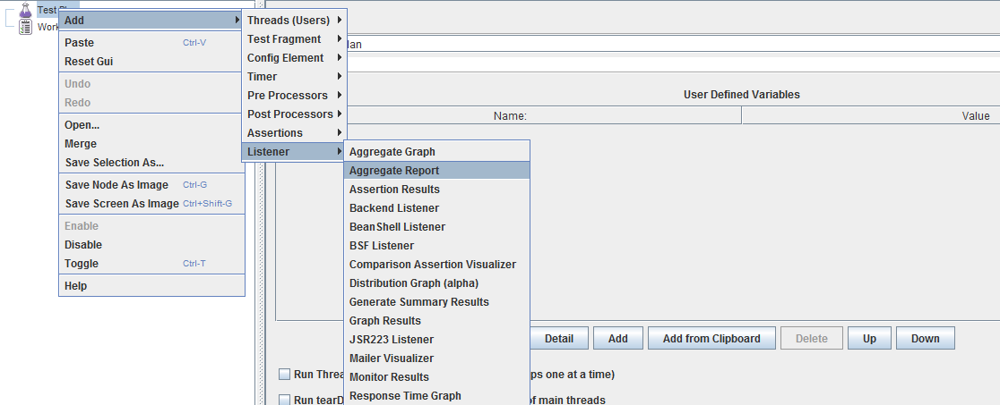 Test Pl
Work
Add
Paste Ctrl-V
Reset Gui
Undo
Redo
Open...
Merge
Save Selection As...
Save Node As Image Ctrl-G
Save Screen As Image Ctrl+Shift-G
Enable
Disable
Toggle Ctrl-T
Help
Threads (Users)
Test Fragment
Config Element
Timer
Pre Processors
Post Processors
Assertions
Listener
Aggregate Graph
Aggregate Report
Assertion Results
Backend Listener
BeanShell Listener
BSF Listener
Comparison Assertion Visualizer
Distribution Graph (alpha)
Generate Summary Results
Graph Results
JSR223 Listener
Mailer Visualizer
Monitor Results
Response Time Graph
lan
User Defined Variables
Name: Value
Detail Add Add from Clipboard Delete Up Down
Run Threa ps one at a time)
Run tearD of main threads